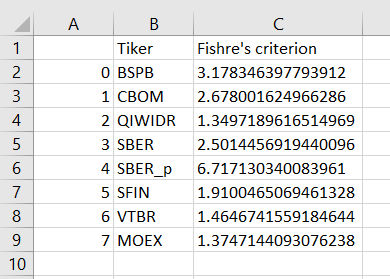 A B C
1 Tiker Fishre's criterion
2 0 BSPB 3.178346397793912
3 1 CBOM 2.678001624966286
4 2 QIWIDR 1.3497189616514969
5 3 SBER 2.5014456919440096
6 4 SBER_p 6.717130340083961
7 5 SFIN 1.9100465069461328
8 6 VTBR 1.4646741559184644
9 7 MOEX 1.3747144093076238
10